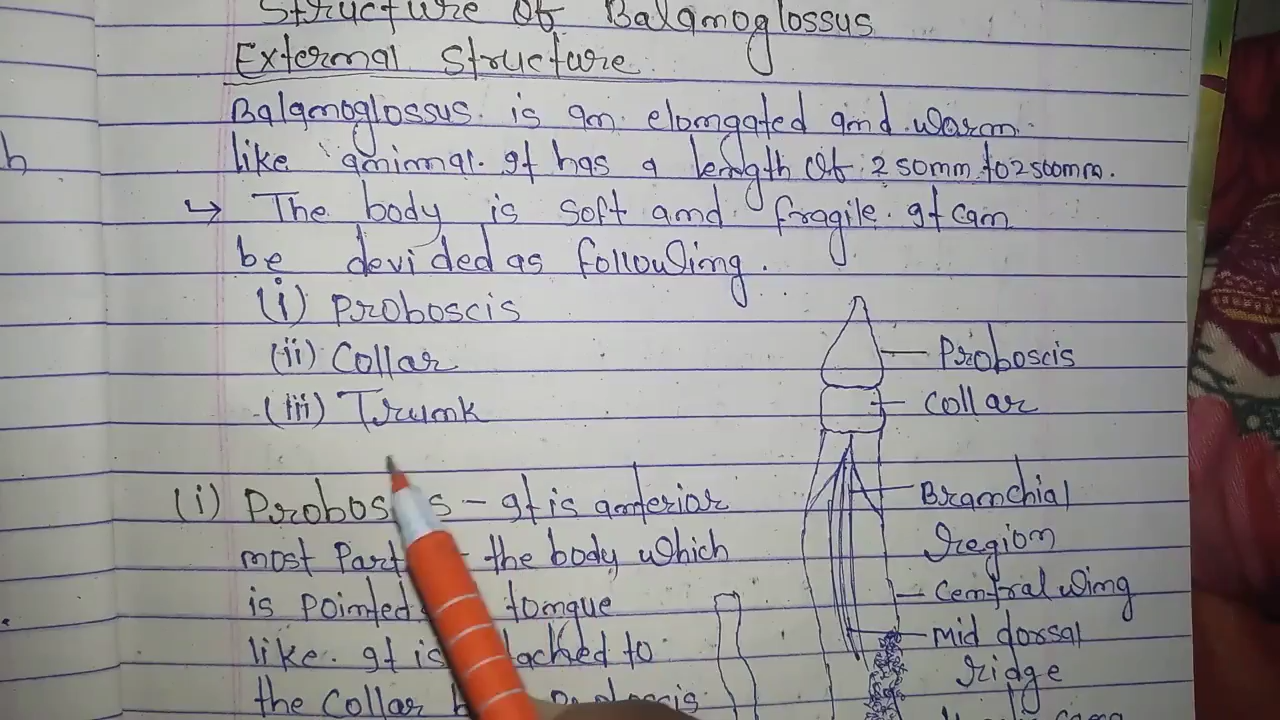 Structure of Balamoglossus
External structure
Balamoglossus is an elongated and warm
like animal. It has a length of 250mm to 2500mm.
↳ The body is soft and fragile. It can
be devided as following.
(i) Proboscis
(ii) Collar
(iii) Trunk
(i) Probos s - It is anterior
most Part the body which
is Pointed tongue
like. It is to
the Collar
Proboscis
Collar
Branchial
region
Central wing
Mid dorsal
ridge
h